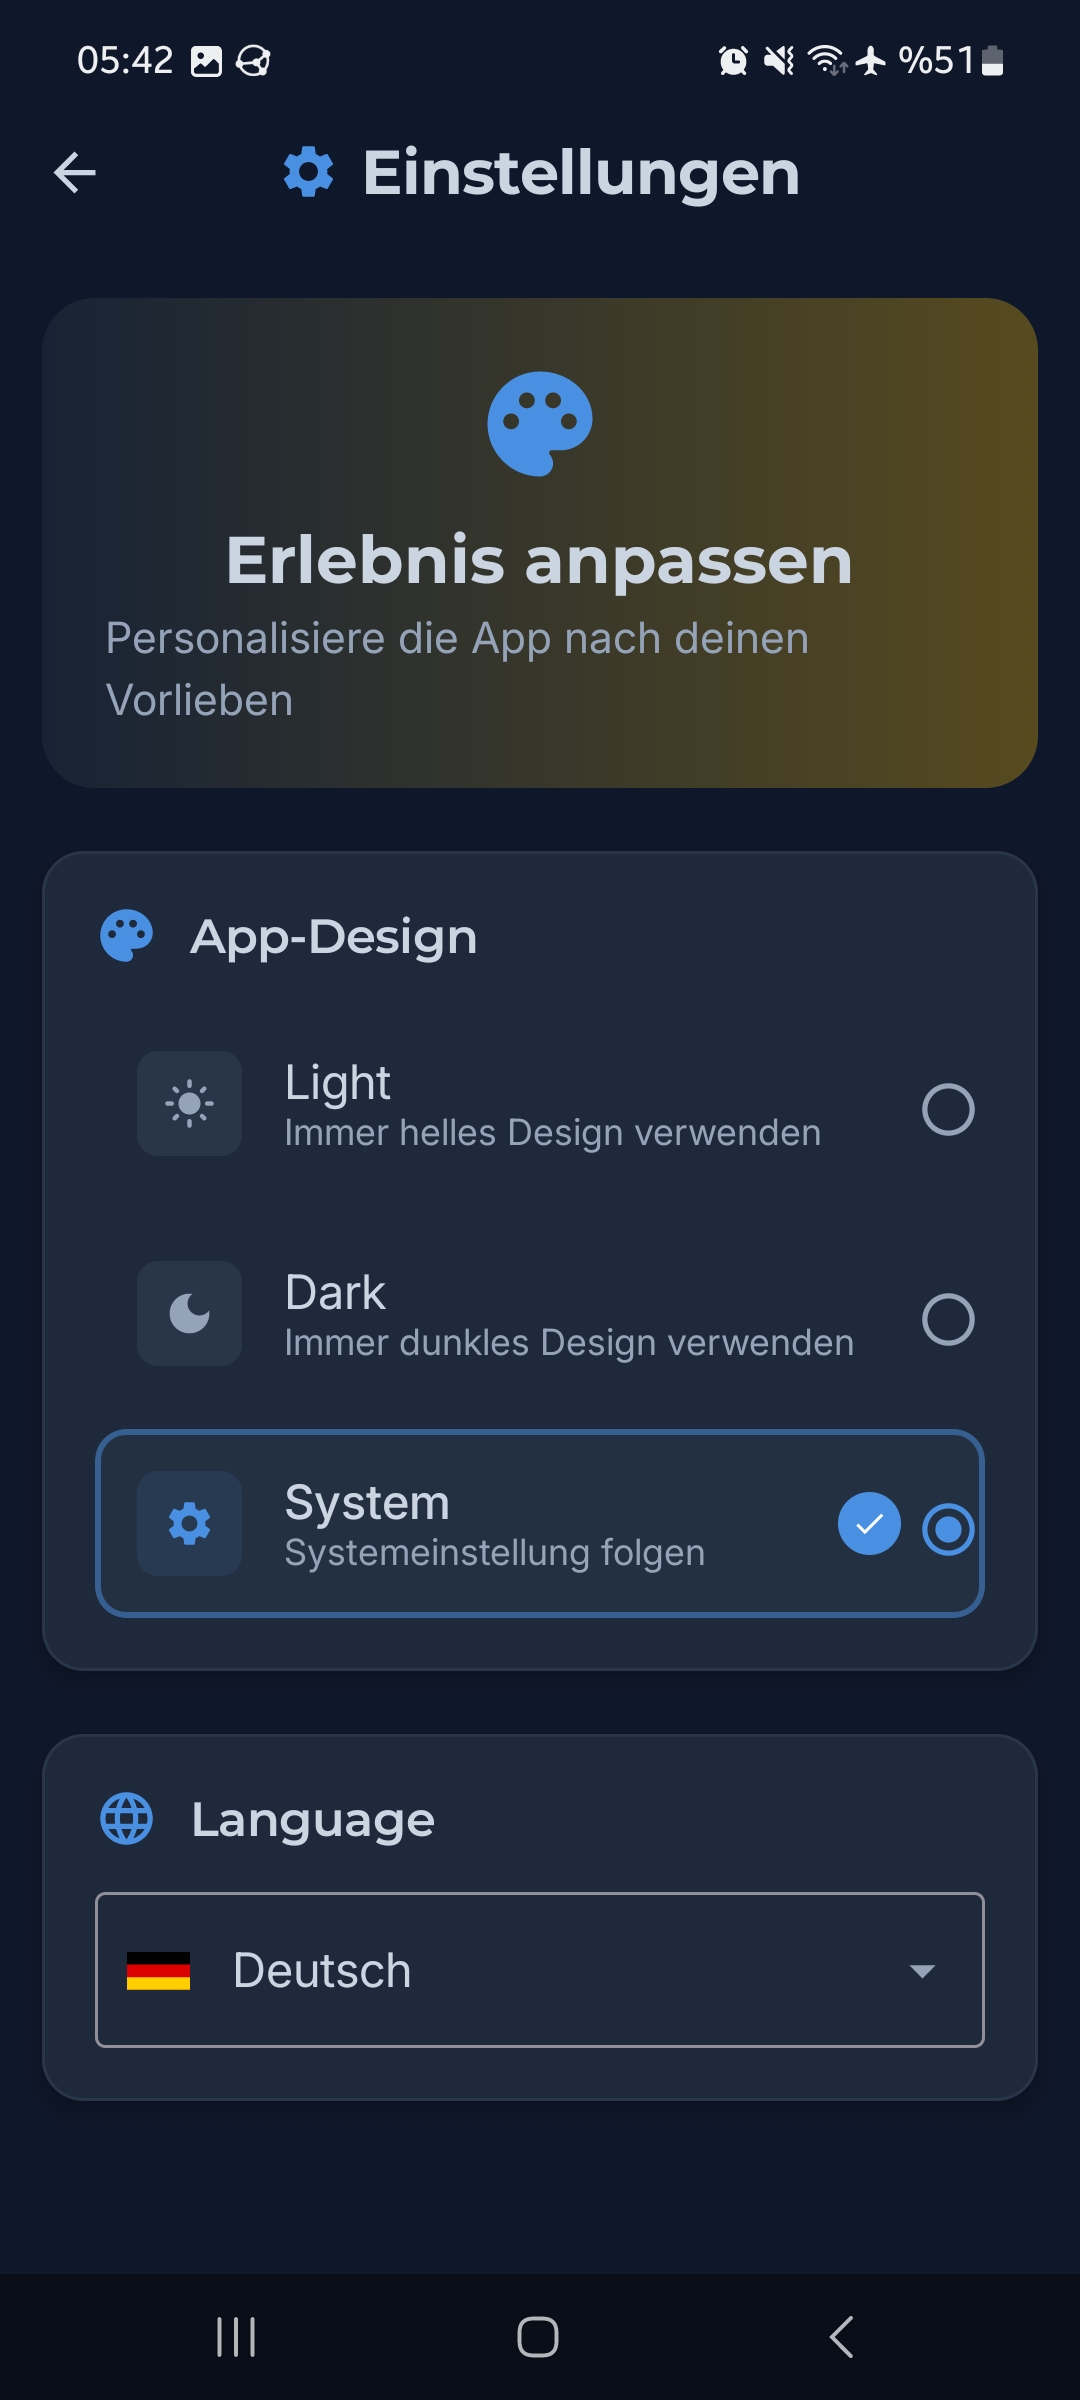 05:42 %51
Einstellungen
Erlebnis anpassen
Personalisiere die App nach deinen
Vorlieben
App-Design
Light
Immer helles Design verwenden
Dark
Immer dunkles Design verwenden
System
Systemeinstellung folgen
Language
Deutsch